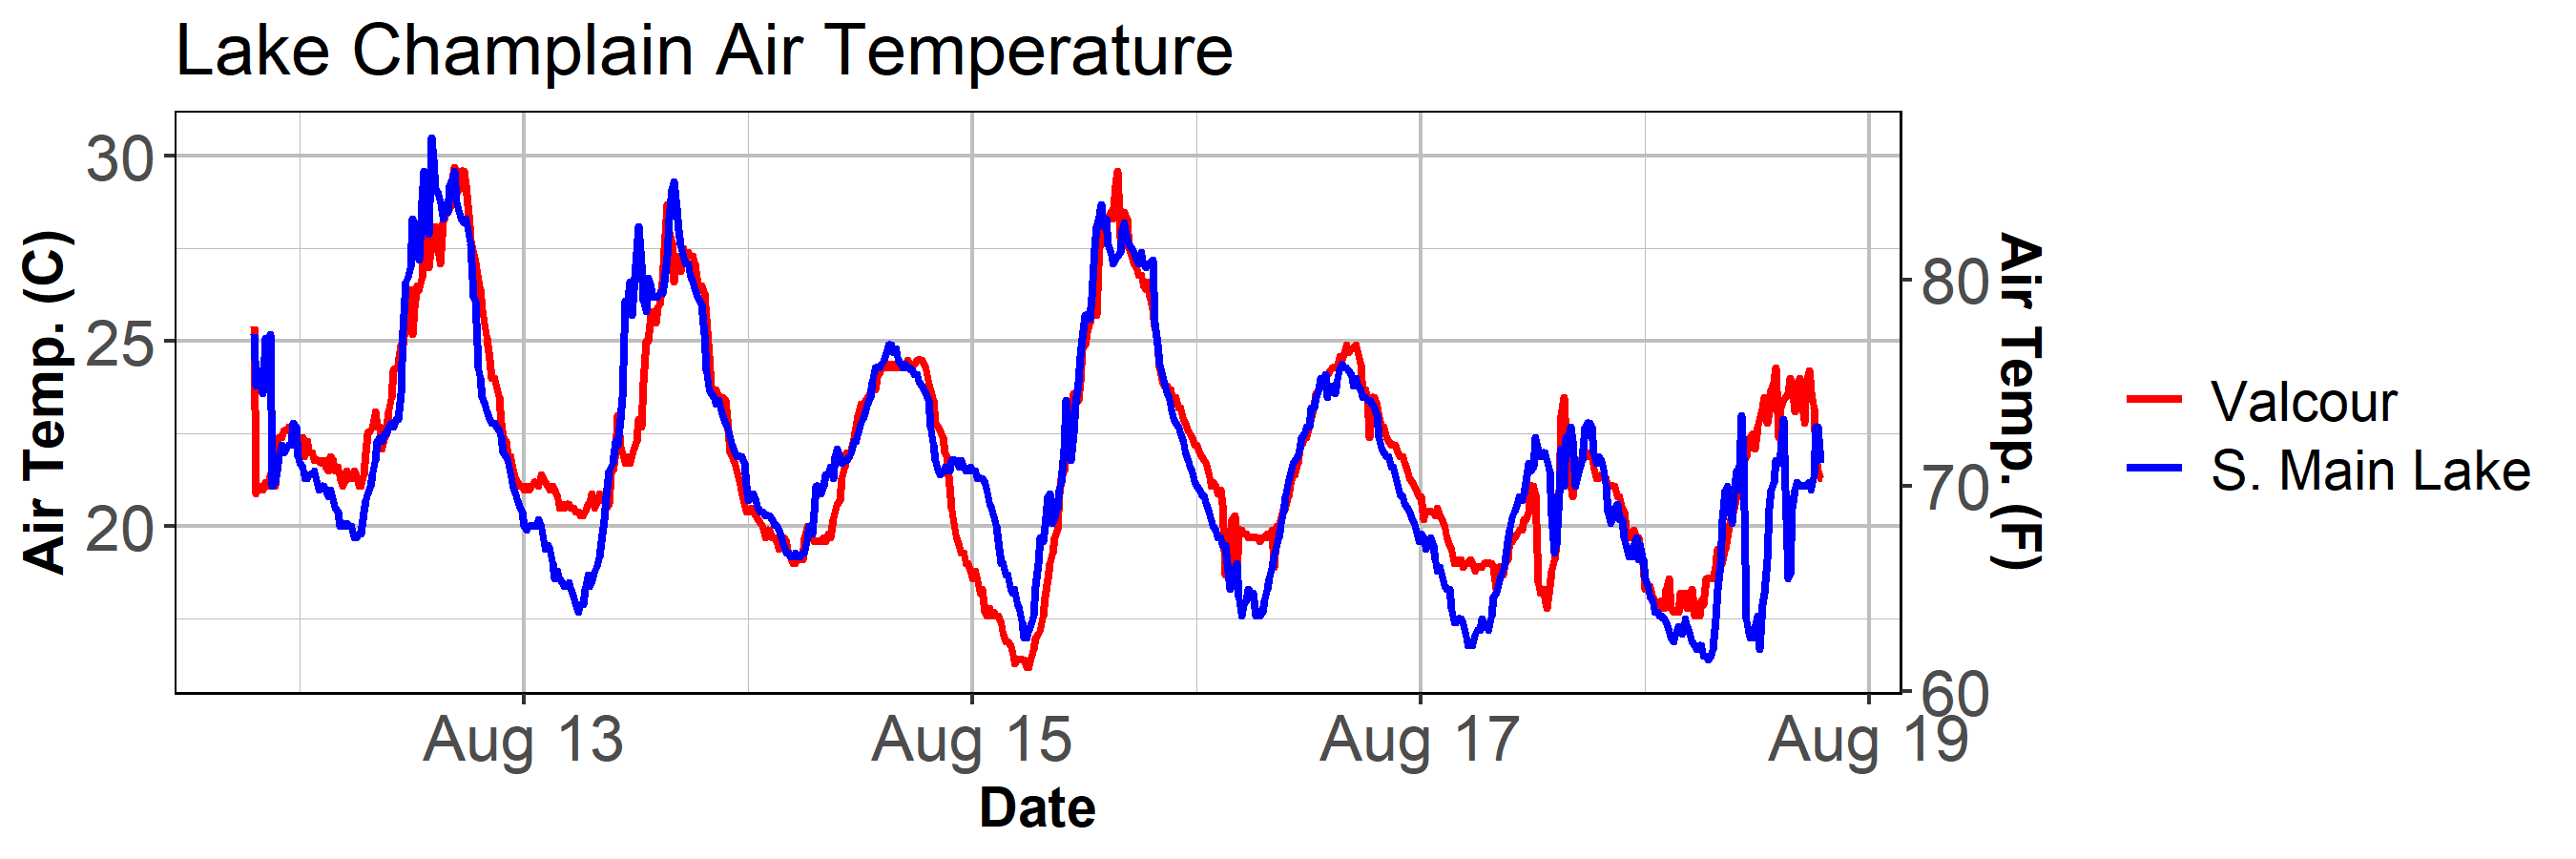 Lake Champlain Air Temperature
Air Temp. (C)
30
25
20
80
70
60
Air Temp. (F)
Valcour
S. Main Lake
Aug 13
Aug 15
Aug 17
Aug 19
Date